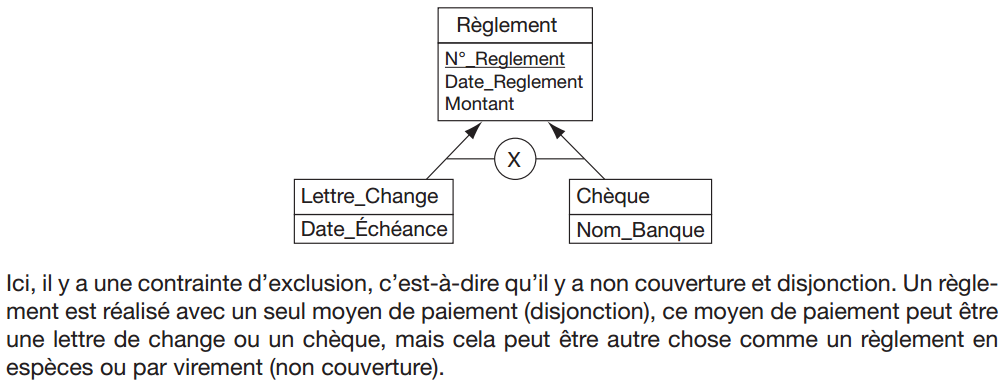 Règlement
N°_Reglement
Date_Reglement
Montant
X
Lettre_Change
Date_Échéance
Chèque
Nom_Banque
Ici, il y a une contrainte d’exclusion, c’est-à-dire qu’il y a non couverture et disjonction. Un règle-
ment est réalisé avec un seul moyen de paiement (disjonction), ce moyen de paiement peut être
une lettre de change ou un chèque, mais cela peut être autre chose comme un règlement en
espèces ou par virement (non couverture).